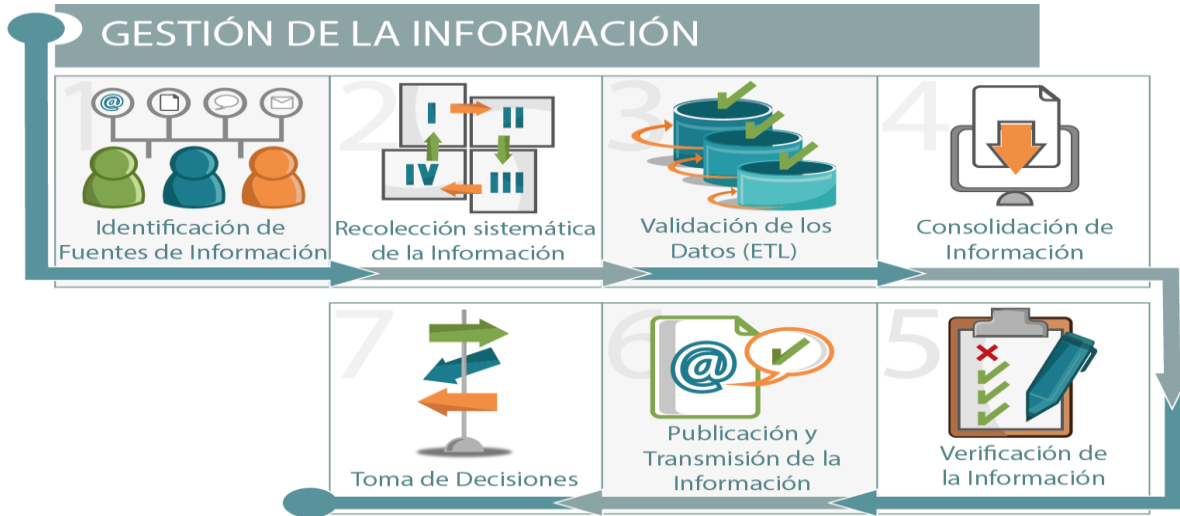 GESTIÓN DE LA INFORMACIÓN
1
@
Identificación de
Fuentes de Información
2
I
II
IV
III
Recolección sistemática
de la Información
3
Validación de los
Datos (ETL)
4
Consolidación de
Información
5
Verificación de
la Información
6
@
Publicación y
Transmisión de la
Información
7
Toma de Decisiones